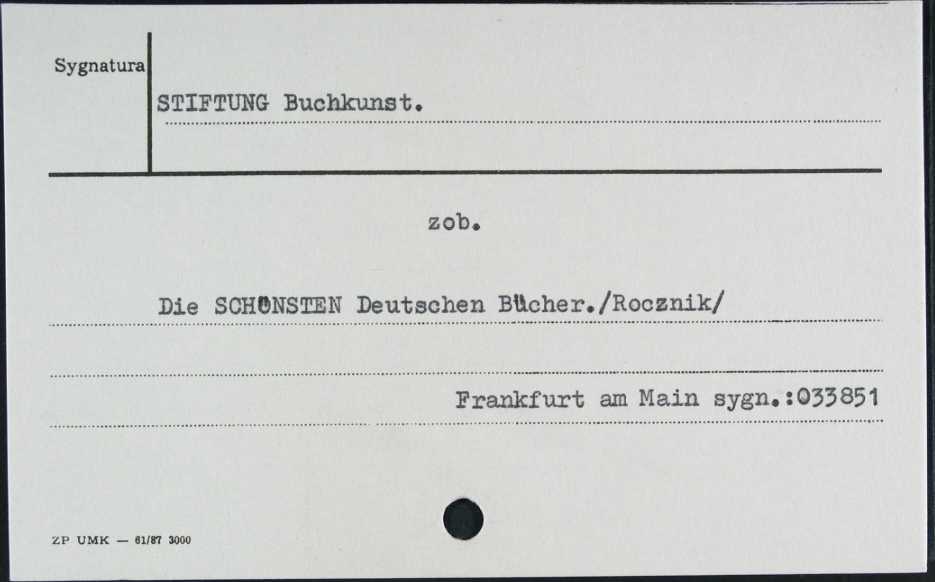 Sygnatura
STIFTUNG Buchkunst.
zob.
Die SCHÖNSTEN Deutschen Bücher./Rocznik/
Frankfurt am Main sygn.:033851
ZP UMK — 61/87 3000